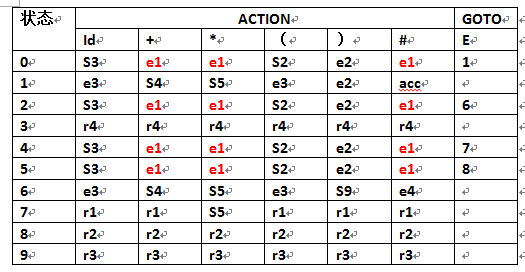 状态 ACTION GOTO
Id + * ( ) # E
0 S3 e1 e1 S2 e2 e1 1
1 e3 S4 S5 e3 e2 acc
2 S3 e1 e1 S2 e2 e1 6
3 r4 r4 r4 r4 r4 r4
4 S3 e1 e1 S2 e2 e1 7
5 S3 e1 e1 S2 e2 e1 8
6 e3 S4 S5 e3 S9 e4
7 r1 r1 S5 r1 r1 r1
8 r2 r2 r2 r2 r2 r2
9 r3 r3 r3 r3 r3 r3